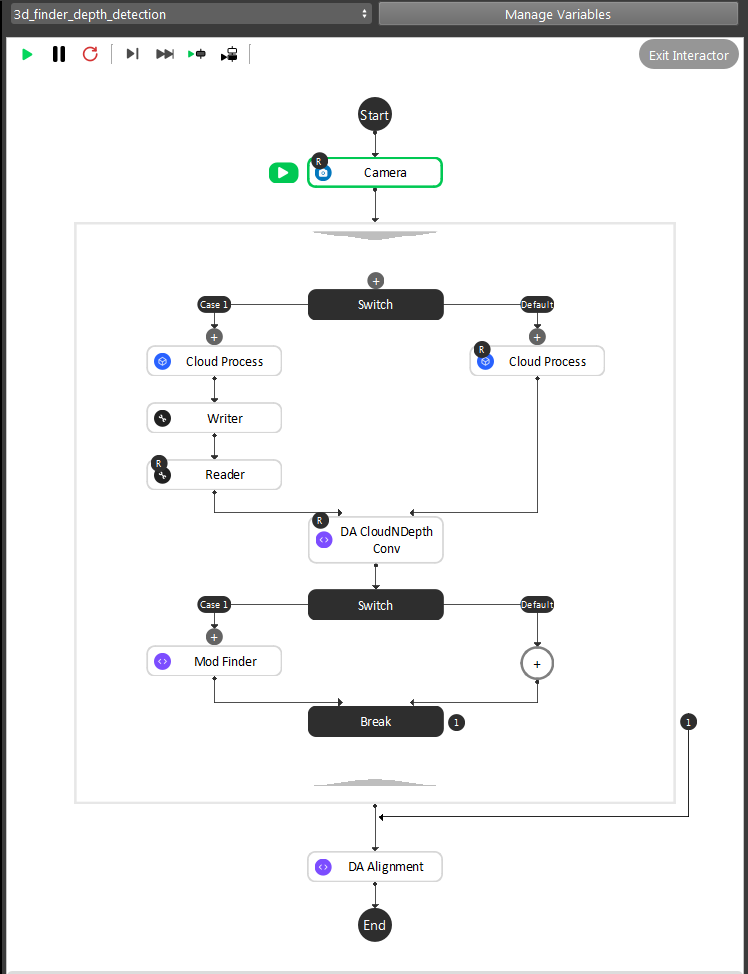 3d_finder_depth_detection
Manage Variables
Exit Interactor
Start
R
Camera
Switch
Case 1
Default
Cloud Process
R
Cloud Process
Writer
R
Reader
R
DA CloudNDepth
Conv
Switch
Case 1
Default
Mod Finder
Break
1
1
DA Alignment
End